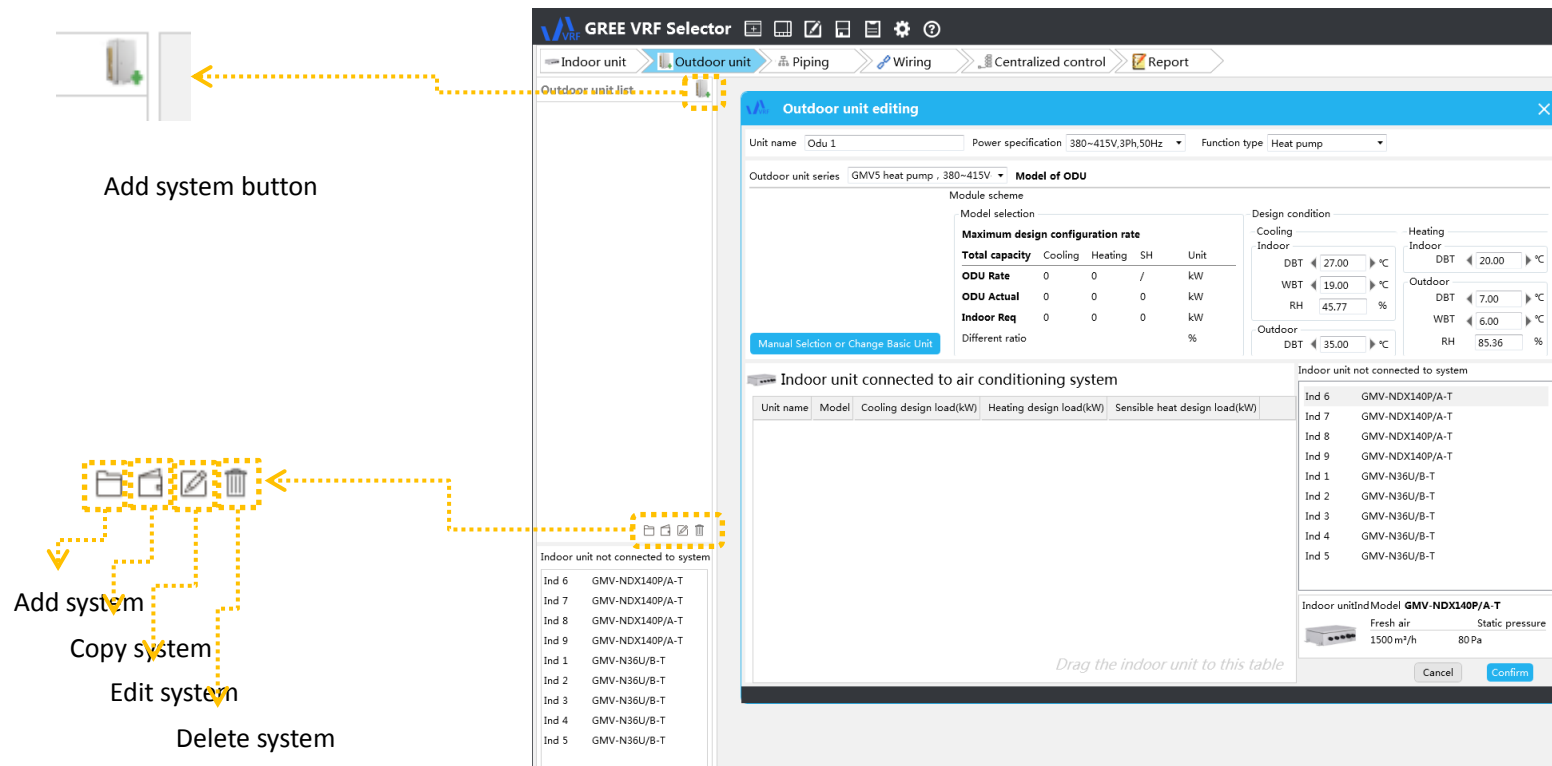 VRF GREE VRF Selector
Indoor unit Outdoor unit Piping Wiring Centralized control Report
Outdoor unit list
Add system button
VRF Outdoor unit editing
Unit name Odu 1 Power specification 380~415V,3Ph,50Hz Function type Heat pump
Outdoor unit series GMV5 heat pump , 380~415V Model of ODU
Module scheme
Model selection
Maximum design configuration rate
Total capacity Cooling Heating SH Unit
ODU Rate 0 0 / kW
ODU Actual 0 0 0 kW
Indoor Req 0 0 0 kW
Different ratio %
Manual Selction or Change Basic Unit
Design condition
Cooling
Indoor
DBT 27.00 ℃
WBT 19.00 ℃
RH 45.77 %
Outdoor
DBT 35.00 ℃
Heating
Indoor
DBT 20.00 ℃
Outdoor
DBT 7.00 ℃
WBT 6.00 ℃
RH 85.36 %
Indoor unit connected to air conditioning system
Unit name Model Cooling design load(kW) Heating design load(kW) Sensible heat design load(kW)
Drag the indoor unit to this table
Indoor unit not connected to system
Ind 6 GMV-NDX140P/A-T
Ind 7 GMV-NDX140P/A-T
Ind 8 GMV-NDX140P/A-T
Ind 9 GMV-NDX140P/A-T
Ind 1 GMV-N36U/B-T
Ind 2 GMV-N36U/B-T
Ind 3 GMV-N36U/B-T
Ind 4 GMV-N36U/B-T
Ind 5 GMV-N36U/B-T
Indoor unitInd Model GMV-NDX140P/A-T
Fresh air Static pressure
1500 m³/h 80 Pa
Cancel Confirm
Indoor unit not connected to system
Ind 6 GMV-NDX140P/A-T
Ind 7 GMV-NDX140P/A-T
Ind 8 GMV-NDX140P/A-T
Ind 9 GMV-NDX140P/A-T
Ind 1 GMV-N36U/B-T
Ind 2 GMV-N36U/B-T
Ind 3 GMV-N36U/B-T
Ind 4 GMV-N36U/B-T
Ind 5 GMV-N36U/B-T
Add system
Copy system
Edit system
Delete system